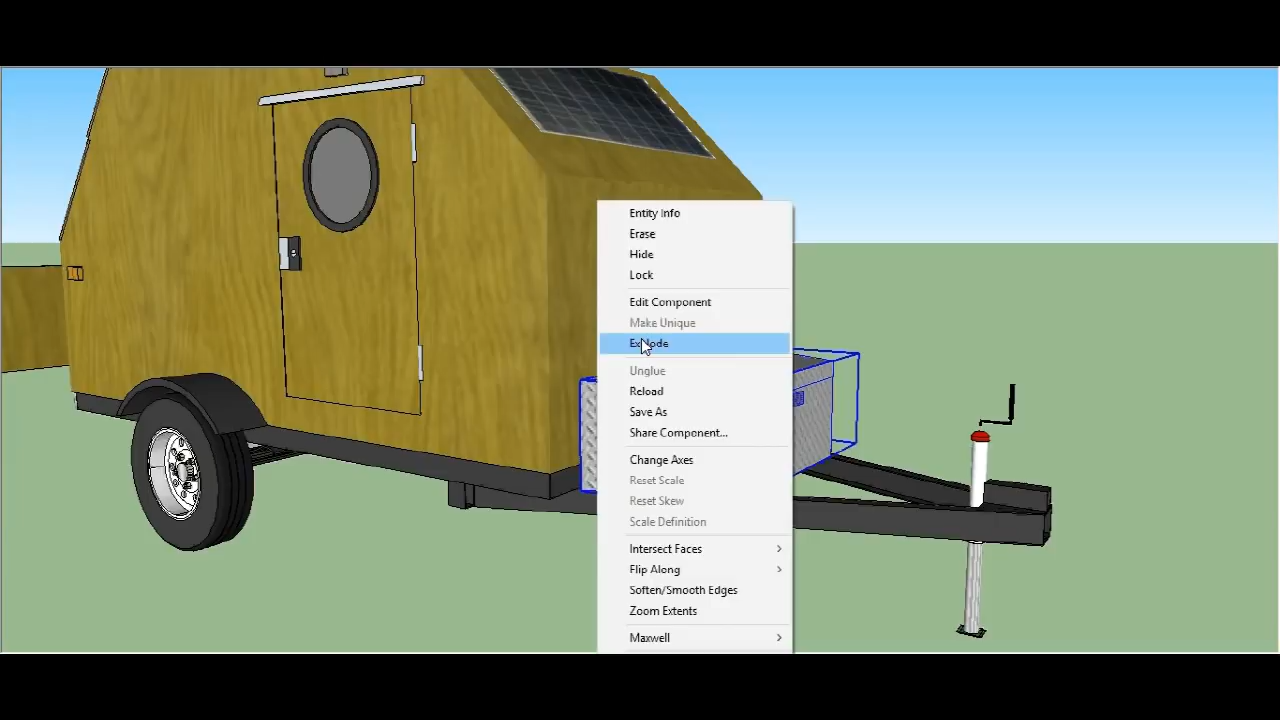 Entity Info
Erase
Hide
Lock
Edit Component
Make Unique
Explode
Unglue
Reload
Save As
Share Component...
Change Axes
Reset Scale
Reset Skew
Scale Definition
Intersect Faces
Flip Along
Soften/Smooth Edges
Zoom Extents
Maxwell